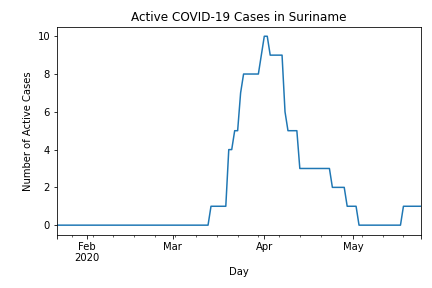 Active COVID-19 Cases in Suriname
Number of Active Cases
10
8
6
4
2
0
Feb
2020
Mar
Apr
May
Day